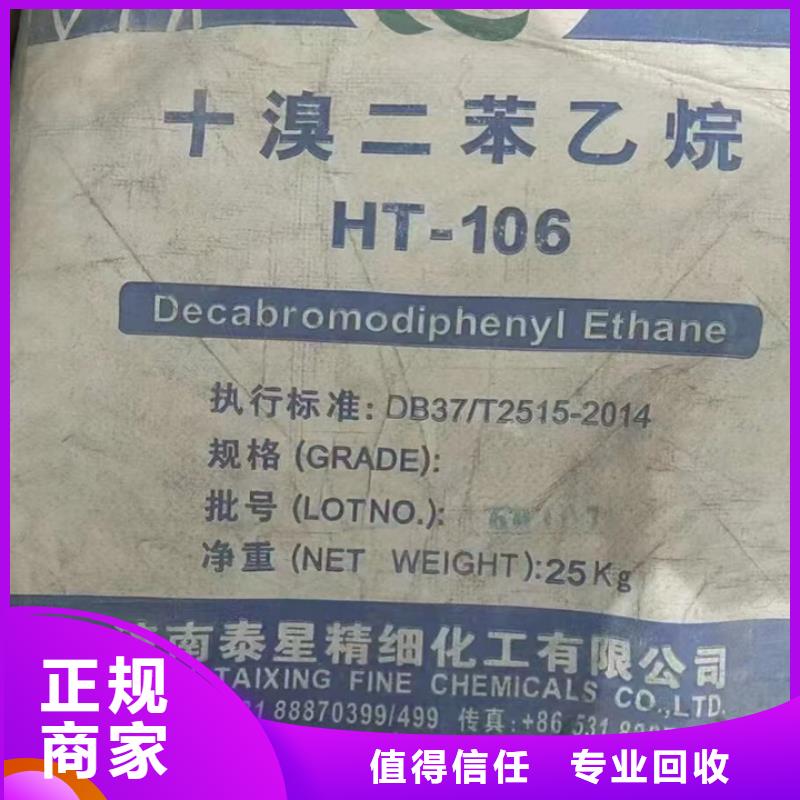 十溴二苯乙烷
HT-106
Decabromodiphenyl Ethane
执行标准: DB37/T2515-2014
规格 (GRADE):
批号 (LOTNO.):
净重 (NET WEIGHT):25Kg
南泰星精细化工有限公司
TAIXING FINE CHEMICALS CO.,LTD.
88870399/499 传真:+86 531
正规
商家
值得信任 专业回收